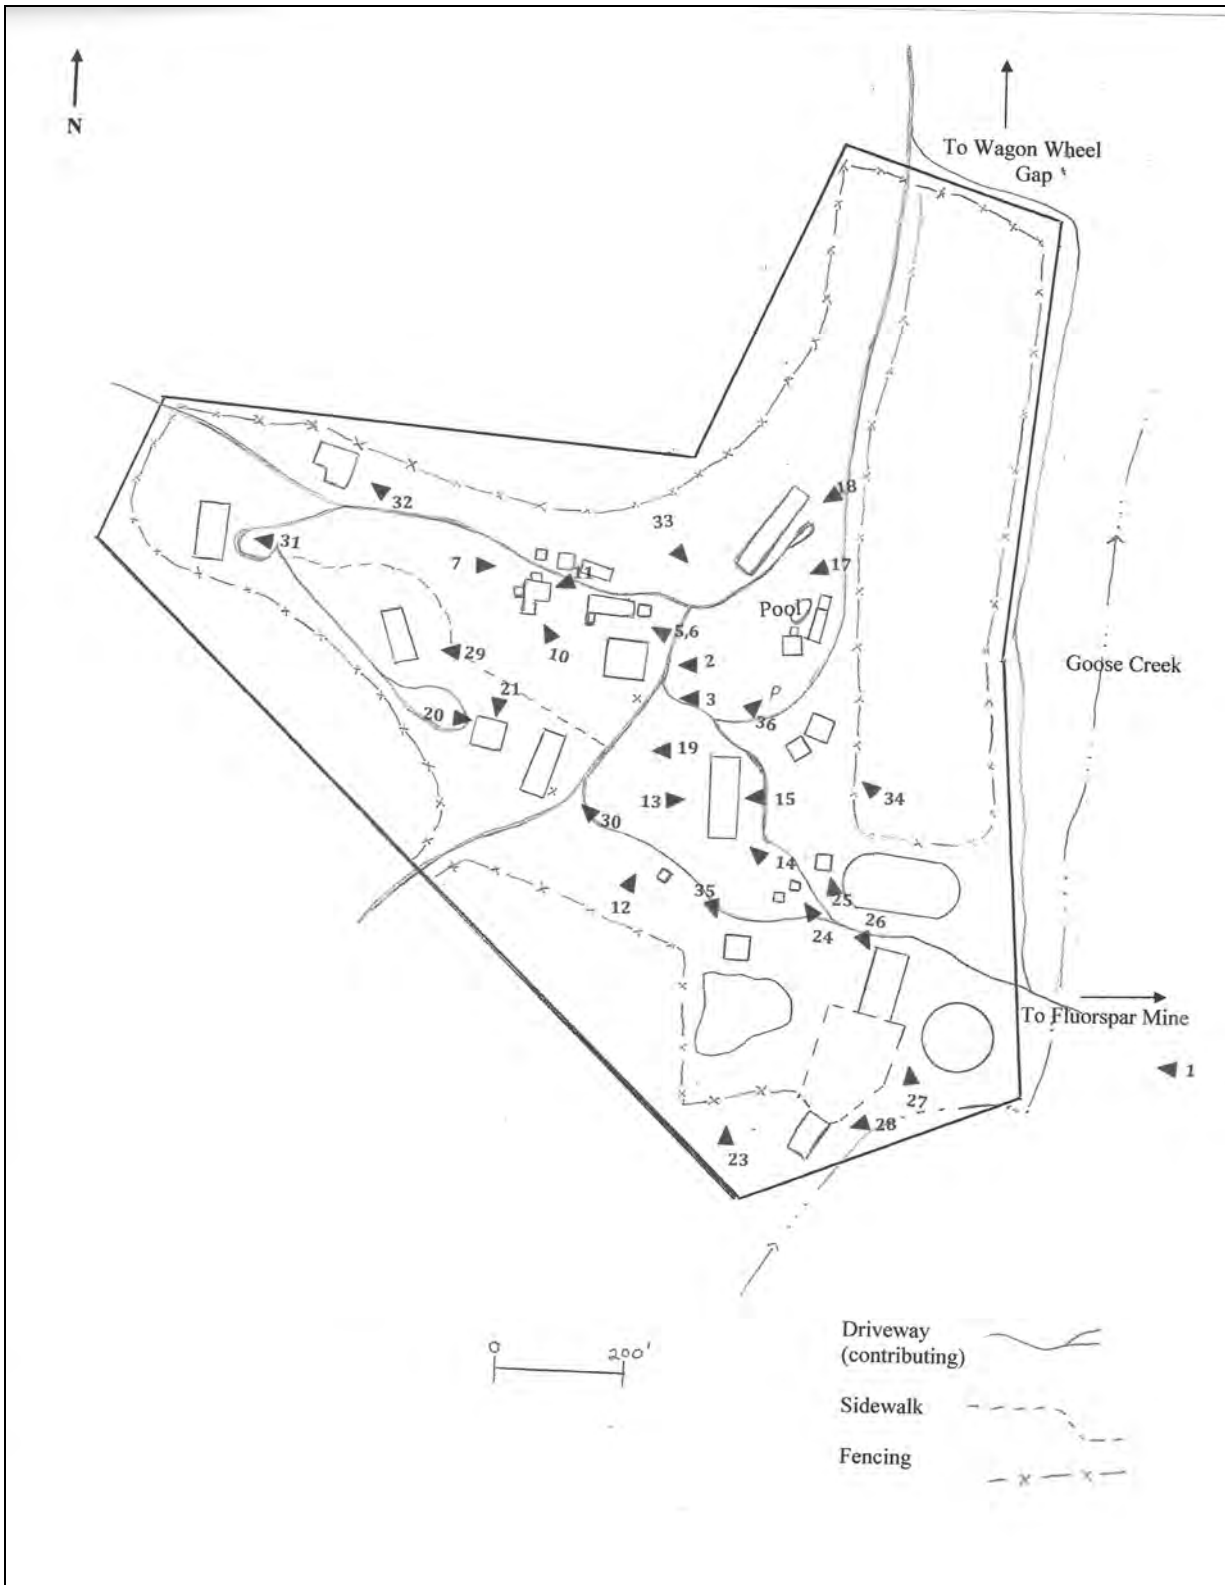 N
To Wagon Wheel
Gap
18
32
33
31
7
11
17
Pool
5,6
10
29
2
Goose Creek
21
3
P
20
36
19
13
15
34
30
14
12
35
25
24
26
To Fluorspar Mine
1
27
28
23
0
200'
Driveway
(contributing)
Sidewalk
Fencing